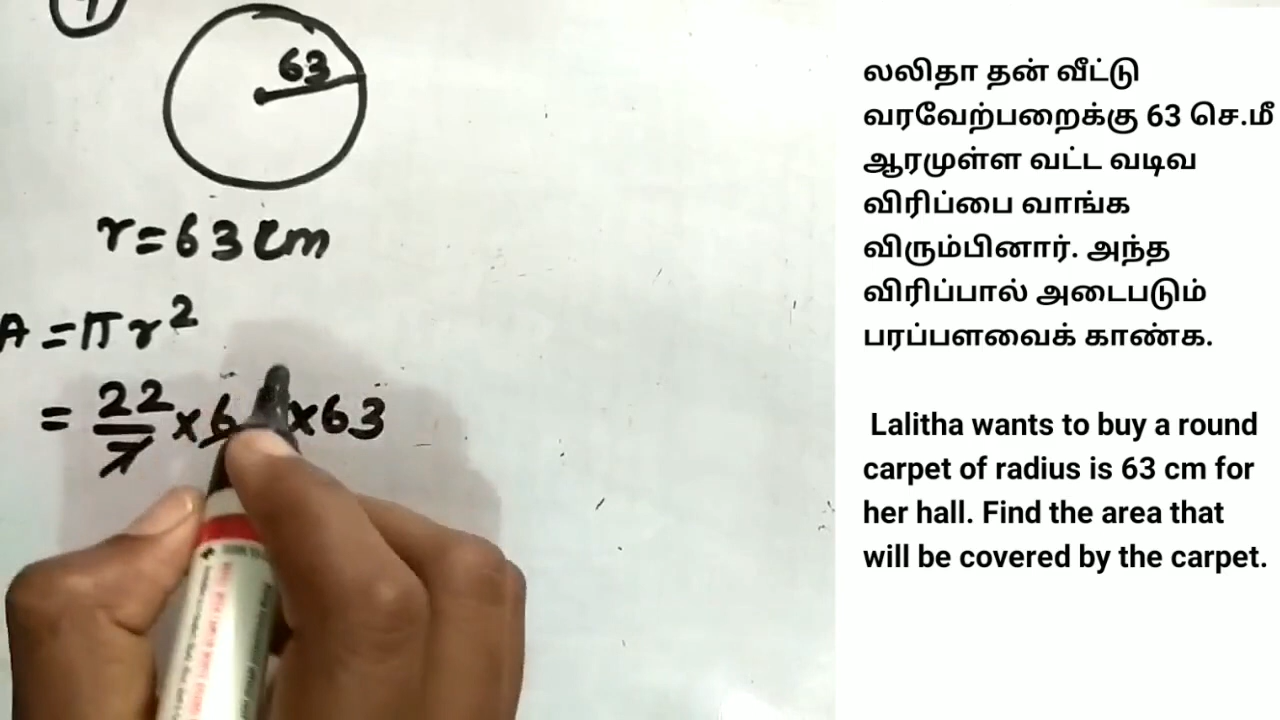 63
r=63cm
A=πr²
= 22/7 × 6 ×63
லலிதா தன் வீட்டு
வரவேற்பறைக்கு 63 செ.மீ
ஆரமுள்ள வட்ட வடிவ
விரிப்பை வாங்க
விரும்பினார். அந்த
விரிப்பால் அடைபடும்
பரப்பளவைக் காண்க.
Lalitha wants to buy a round
carpet of radius is 63 cm for
her hall. Find the area that
will be covered by the carpet.